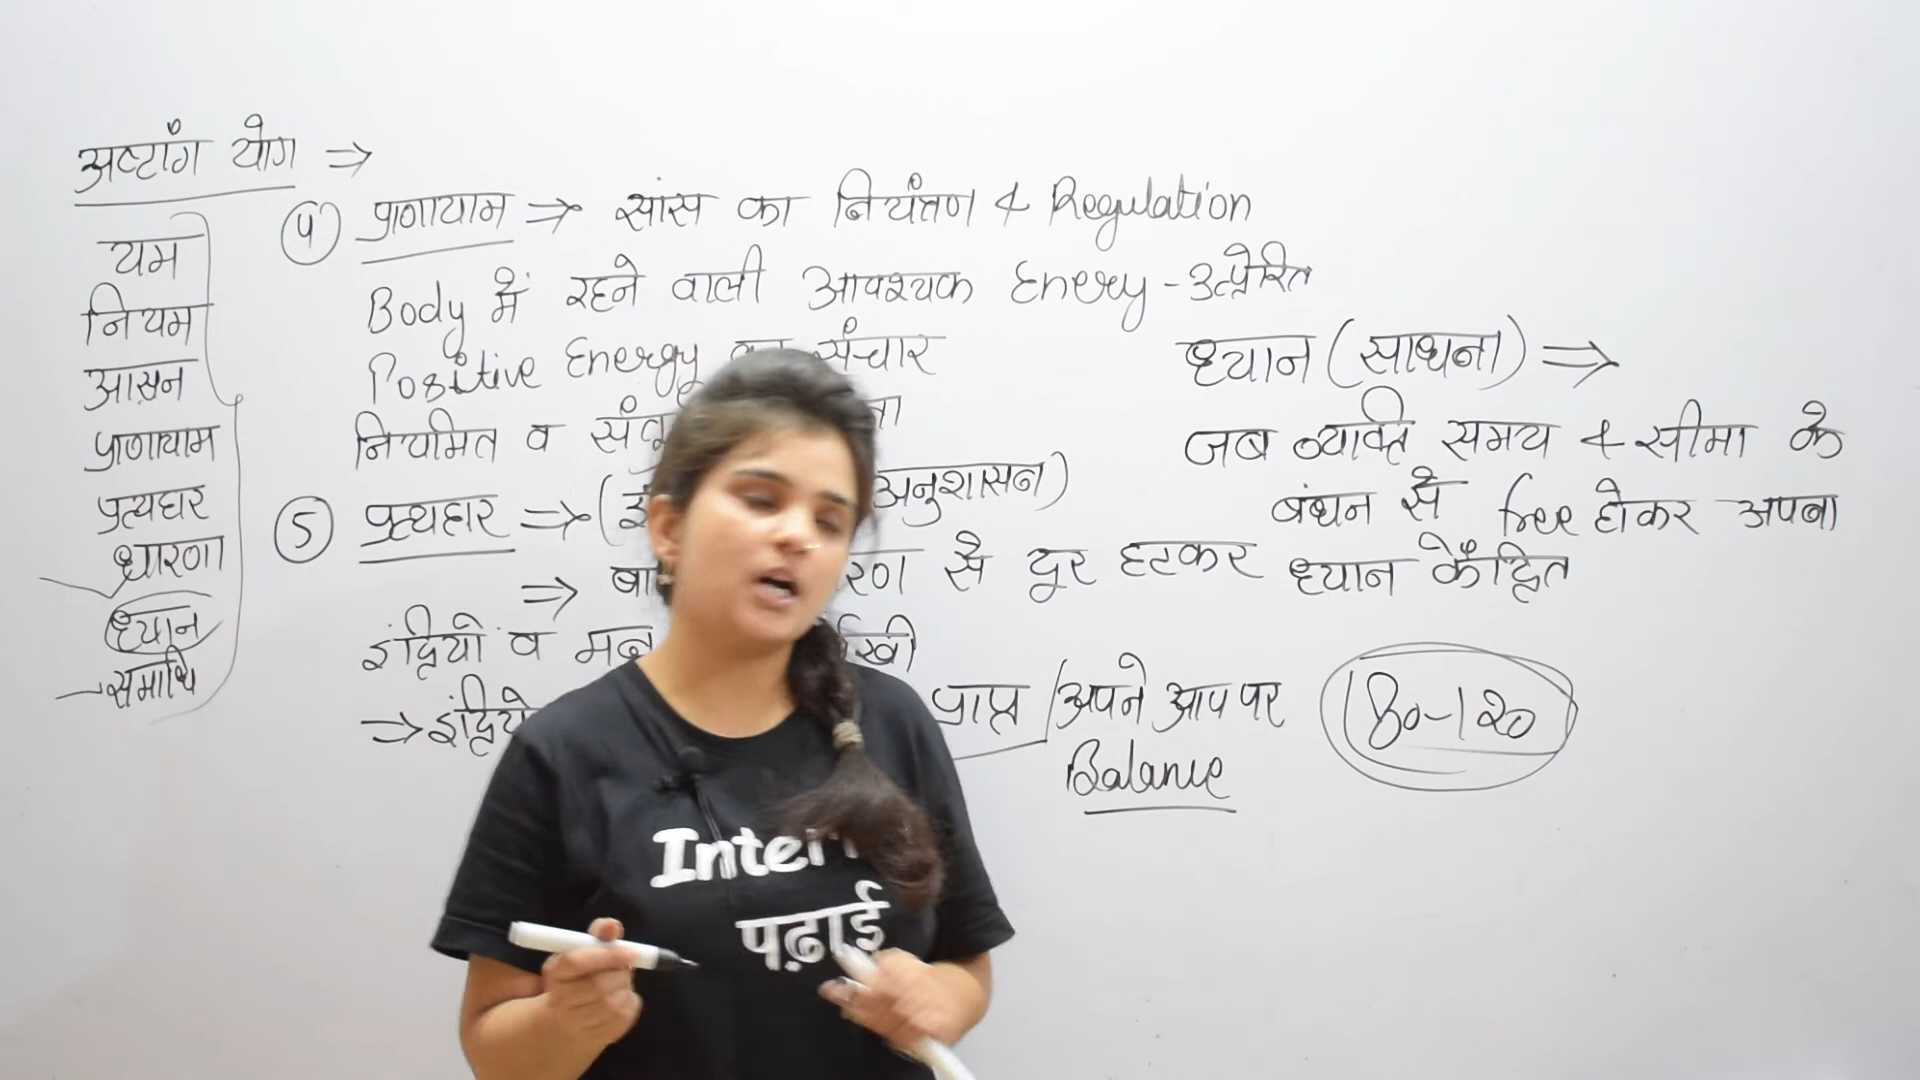 अष्टांग योग ⇒
यम
नियम
आसन
प्राणायाम
प्रत्यहार
धारणा
ध्यान
समाधि
④ प्राणायाम ⇒ सांस का नियंत्रण & Regulation
Body में रहने वाली आवश्यक Energy - उत्प्रेरित
Positive Energy का संचार
नियमित व
⑤ प्रत्यहार ⇒ ( अनुशासन)
⇒ से दूर हटकर
इंद्रियों व मन
⇒ प्राप्त / अपने आप पर
Balance
ध्यान (साधना) ⇒
जब व्यक्ति समय & सीमा के
बंधन से free होकर अपना
ध्यान केंद्रित
180-120
पढ़ाई